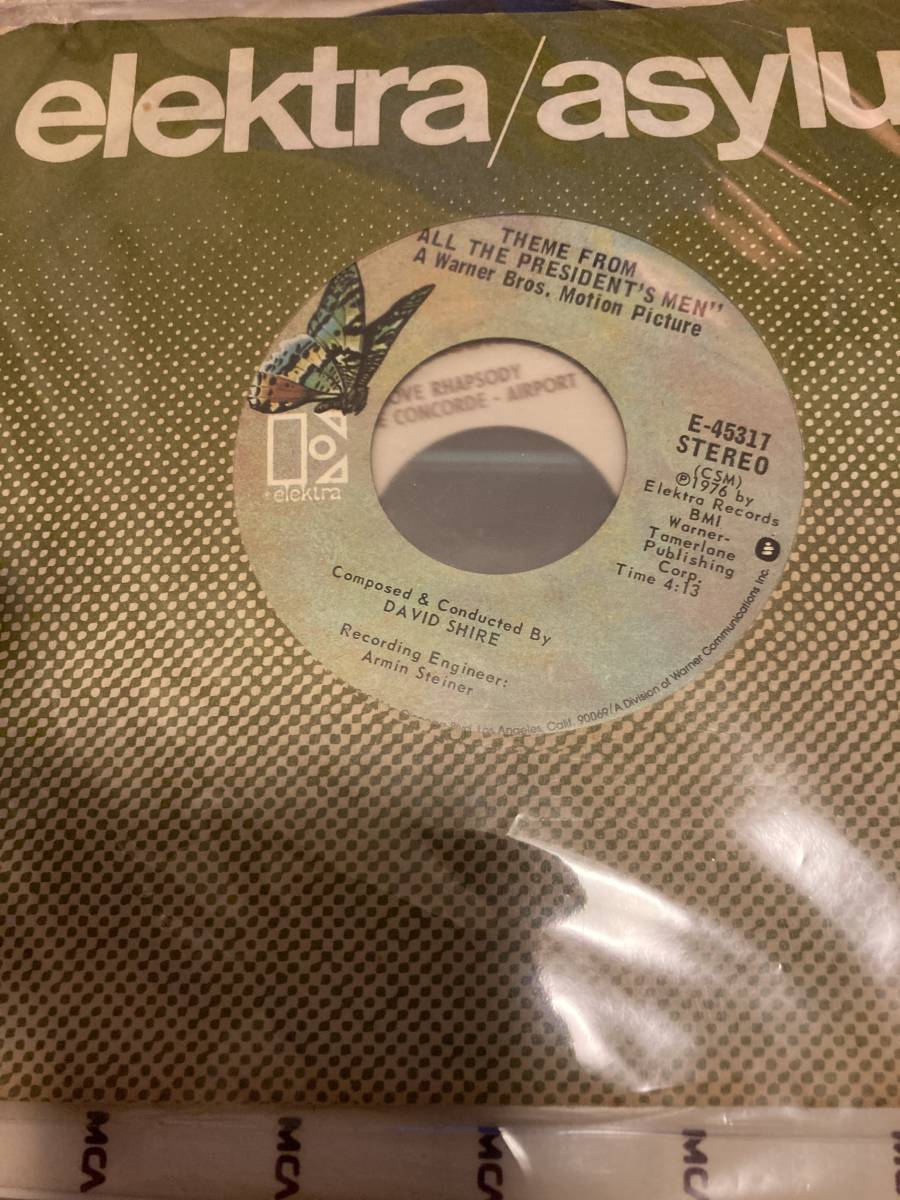 elektra/asylu
THEME FROM
ALL THE PRESIDENT'S MEN"
A Warner Bros. Motion Picture
OVE RHAPSODY
CONCORDE - AIRPORT
E-45317
STEREO
(CSM)
℗1976 by
Elektra Records
BMI
Warner-
Tamerlane
Publishing
Corp.
Time 4:13
elektra
Composed & Conducted By
DAVID SHIRE
Recording Engineer:
Armin Steiner
Blvd. Los Angeles, Calif. 90069/A Division of Warner Communications Inc.
MCA MCA MCA MCA